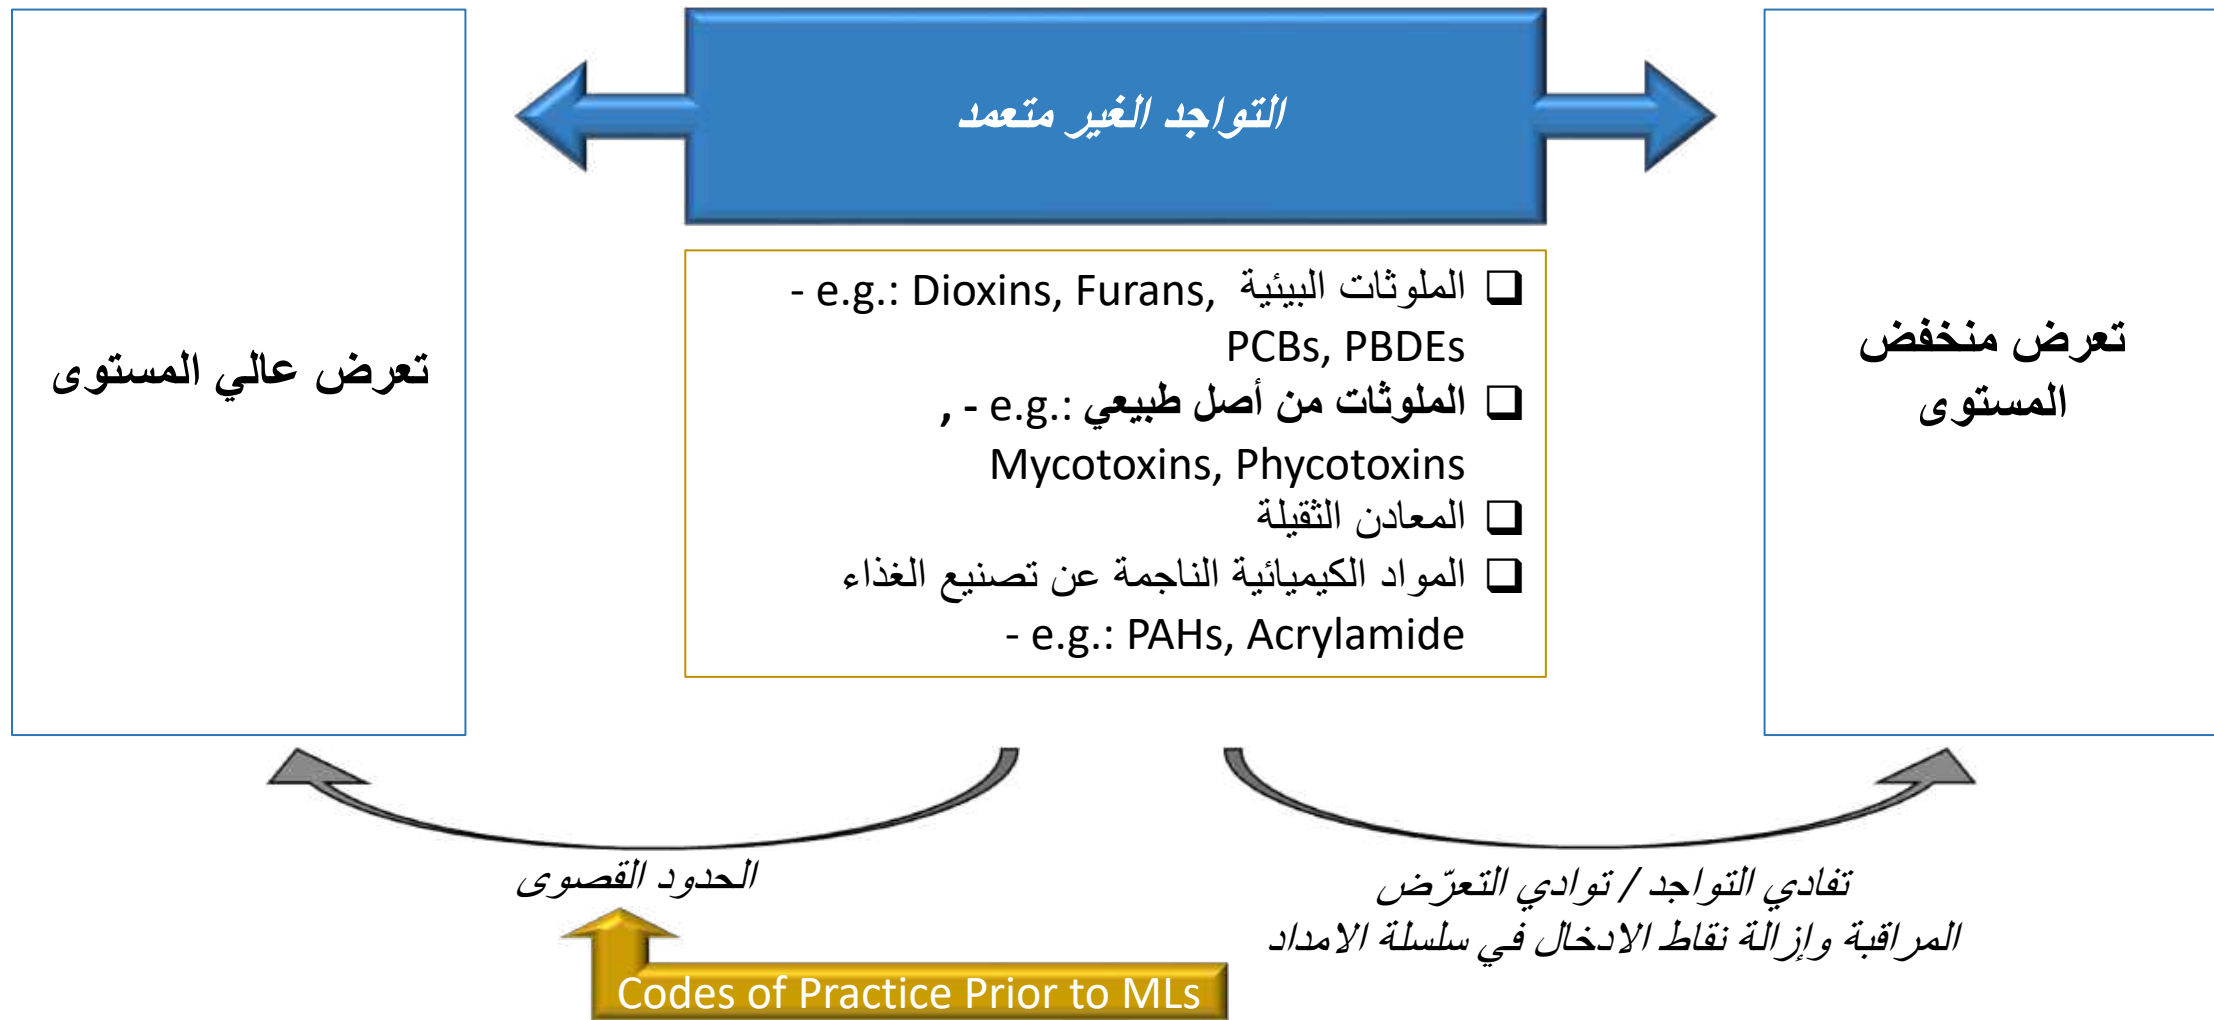 التواجد الغير متعمد
تعرض منخفض
المستوى
❑ الملوثات البيئية - e.g.: Dioxins, Furans,
PCBs, PBDEs
❑ الملوثات من أصل طبيعي - e.g.: ,
Mycotoxins, Phycotoxins
❑ المعادن الثقيلة
❑ المواد الكيميائية الناجمة عن تصنيع الغذاء
- e.g.: PAHs, Acrylamide
تعرض عالي المستوى
تفادي التواجد / توادي التعرّض
المراقبة وإزالة نقاط الادخال في سلسلة الامداد
الحدود القصوى
Codes of Practice Prior to MLs